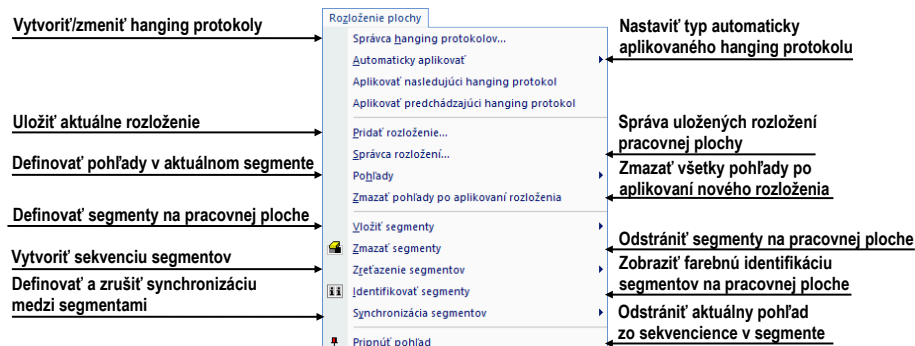 Rozloženie plochy
Vytvoriť/zmeniť hanging protokoly
Správca hanging protokolov...
Nastaviť typ automaticky
aplikovaného hanging protokolu
Automaticky aplikovať
Aplikovať nasledujúci hanging protokol
Aplikovať predchádzajúci hanging protokol
Uložiť aktuálne rozloženie
Pridať rozloženie...
Správa uložených rozložení
pracovnej plochy
Správca rozložení...
Definovať pohľady v aktuálnom segmente
Pohľady
Zmazať všetky pohľady po
aplikovaní nového rozloženia
Zmazať pohľady po aplikovaní rozloženia
Definovať segmenty na pracovnej ploche
Vložiť segmenty
Zmazať segmenty
Odstrániť segmenty na pracovnej ploche
Vytvoriť sekvenciu segmentov
Zreťazenie segmentov
Zobraziť farebnú identifikáciu
segmentov na pracovnej ploche
Identifikovať segmenty
Definovať a zrušiť synchronizáciu
medzi segmentami
Synchronizácia segmentov
Odstrániť aktuálny pohľad
zo sekvencience v segmente
Pripnúť pohľad